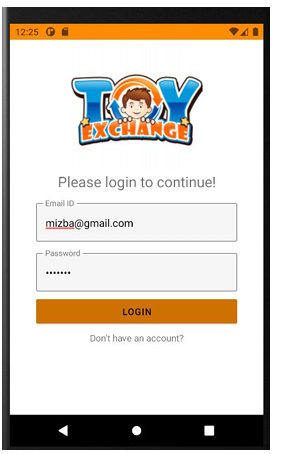 12:25
TOY
EXCHANGE
Please login to continue!
Email ID
mizba@gmail.com
Password
•••••••
LOGIN
Don't have an account?